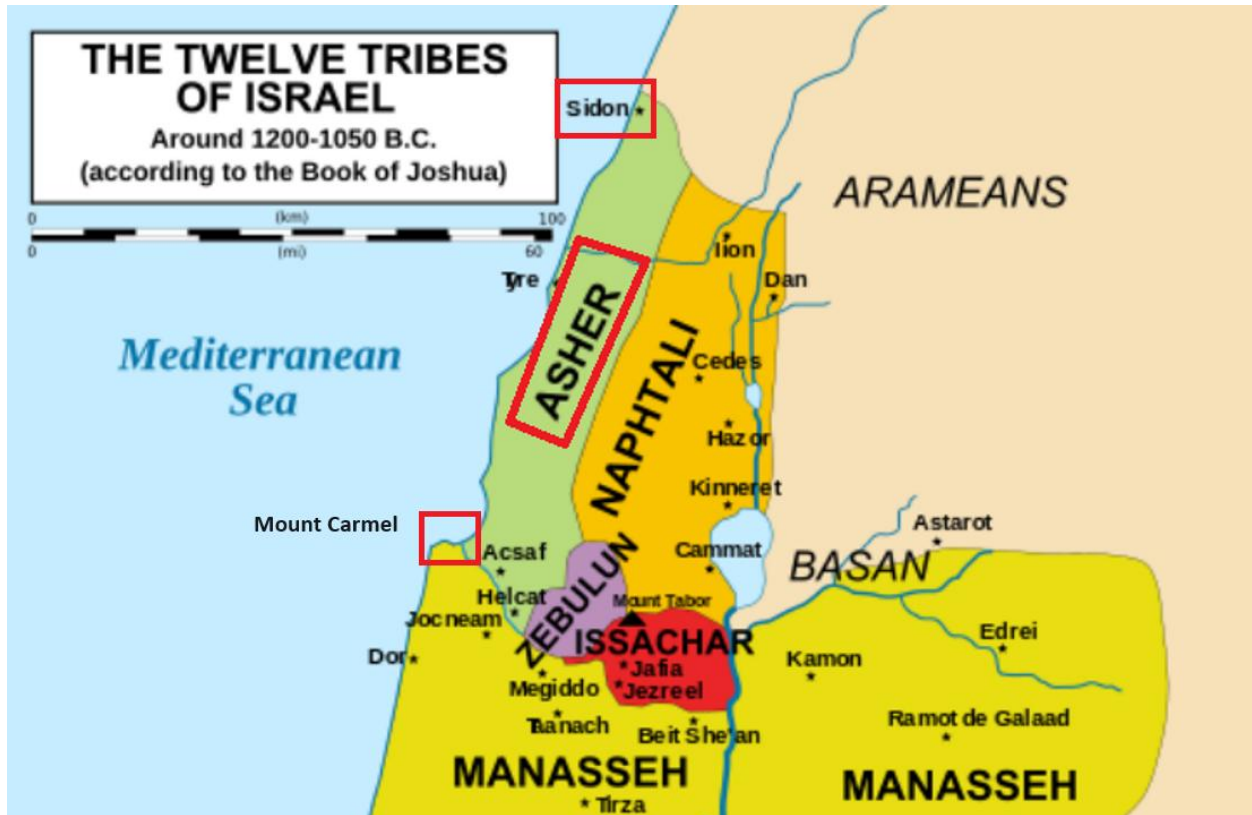 THE TWELVE TRIBES
OF ISRAEL
Around 1200-1050 B.C.
(according to the Book of Joshua)
0 (km) 100
0 (mi) 60
Sidon
ARAMEANS
Iion
Dan
Tyre
ASHER
Mediterranean
Sea
NAPHTALI
Cedes
Hazor
Kinneret
Mount Carmel
Astarot
Acsaf
Cammat
BASAN
Helcat
ZEBULUN
Mount Tabor
Jocneam
ISSACHAR
Edrei
Dor
Jafia
Kamon
Megiddo
Jezreel
Taanach
Beit She'an
Ramot de Galaad
MANASSEH
MANASSEH
Tirza